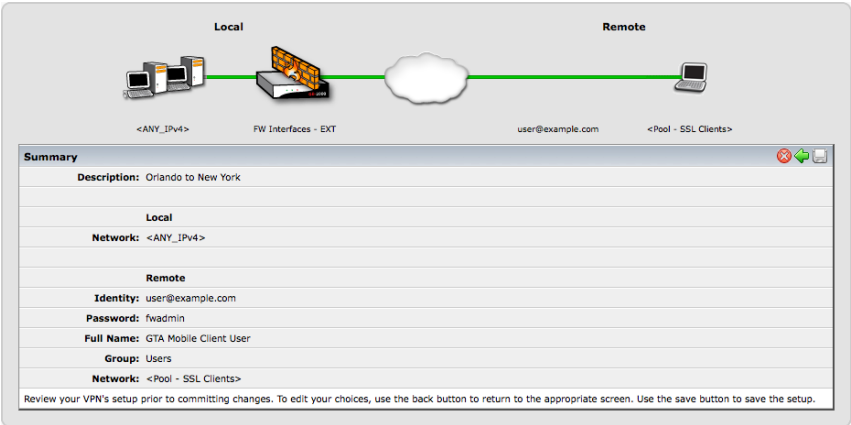 Local Remote
<ANY_IPv4> FW Interfaces - EXT user@example.com <Pool - SSL Clients>
Summary
Description: Orlando to New York
Local
Network: <ANY_IPv4>
Remote
Identity: user@example.com
Password: fwadmin
Full Name: GTA Mobile Client User
Group: Users
Network: <Pool - SSL Clients>
Review your VPN's setup prior to committing changes. To edit your choices, use the back button to return to the appropriate screen. Use the save button to save the setup.